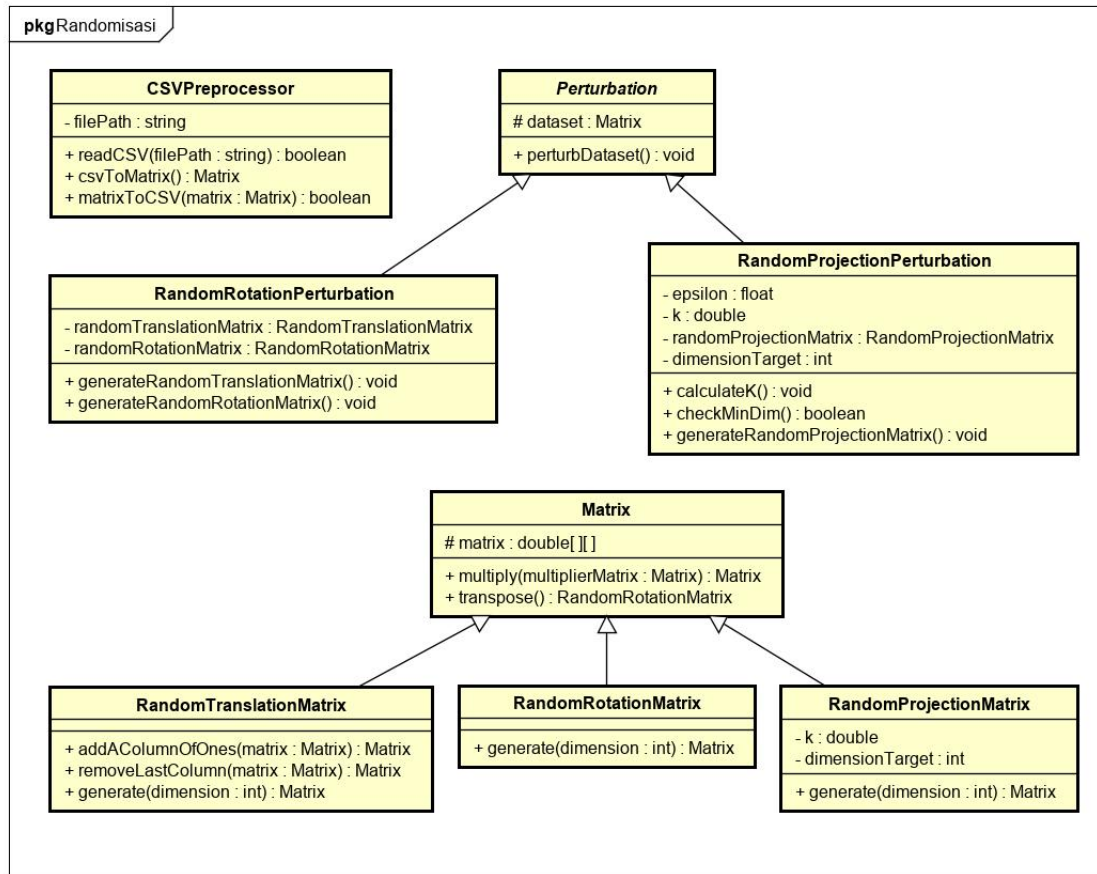 pkg Randomisasi
CSVPreprocessor
- filePath : string
+ readCSV(filePath : string) : boolean
+ csvToMatrix() : Matrix
+ matrixToCSV(matrix : Matrix) : boolean
Perturbation
# dataset : Matrix
+ perturbDataset() : void
RandomRotationPerturbation
- randomTranslationMatrix : RandomTranslationMatrix
- randomRotationMatrix : RandomRotationMatrix
+ generateRandomTranslationMatrix() : void
+ generateRandomRotationMatrix() : void
RandomProjectionPerturbation
- epsilon : float
- k : double
- randomProjectionMatrix : RandomProjectionMatrix
- dimensionTarget : int
+ calculateK() : void
+ checkMinDim() : boolean
+ generateRandomProjectionMatrix() : void
Matrix
# matrix : double[ ][ ]
+ multiply(multiplierMatrix : Matrix) : Matrix
+ transpose() : RandomRotationMatrix
RandomTranslationMatrix
+ addAColumnOfOnes(matrix : Matrix) : Matrix
+ removeLastColumn(matrix : Matrix) : Matrix
+ generate(dimension : int) : Matrix
RandomRotationMatrix
+ generate(dimension : int) : Matrix
RandomProjectionMatrix
- k : double
- dimensionTarget : int
+ generate(dimension : int) : Matrix